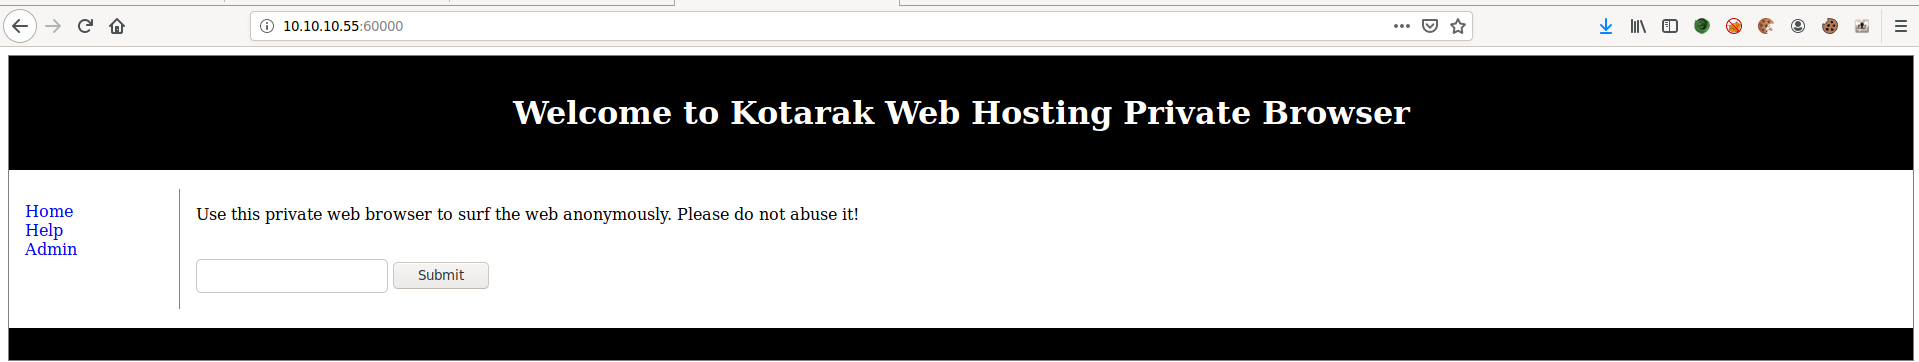 10.10.10.55:60000
Welcome to Kotarak Web Hosting Private Browser
Home
Help
Admin
Use this private web browser to surf the web anonymously. Please do not abuse it!
Submit